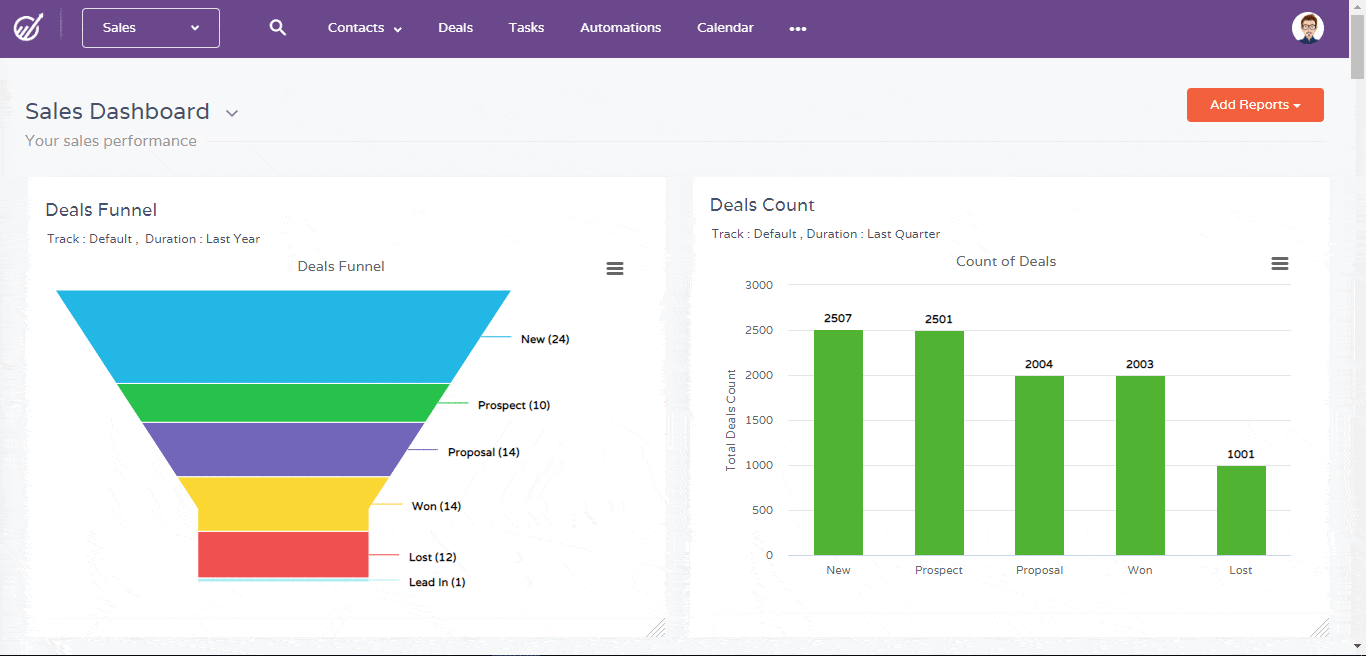 Sales
Contacts
Deals
Tasks
Automations
Calendar
Sales Dashboard
Add Reports
Your sales performance
Deals Funnel
Track : Default , Duration : Last Year
Deals Funnel
New (24)
Prospect (10)
Proposal (14)
Won (14)
Lost (12)
Lead In (1)
Deals Count
Track : Default , Duration : Last Quarter
Count of Deals
Total Deals Count
3000
2500
2000
1500
1000
500
0
2507
2501
2004
2003
1001
New
Prospect
Proposal
Won
Lost